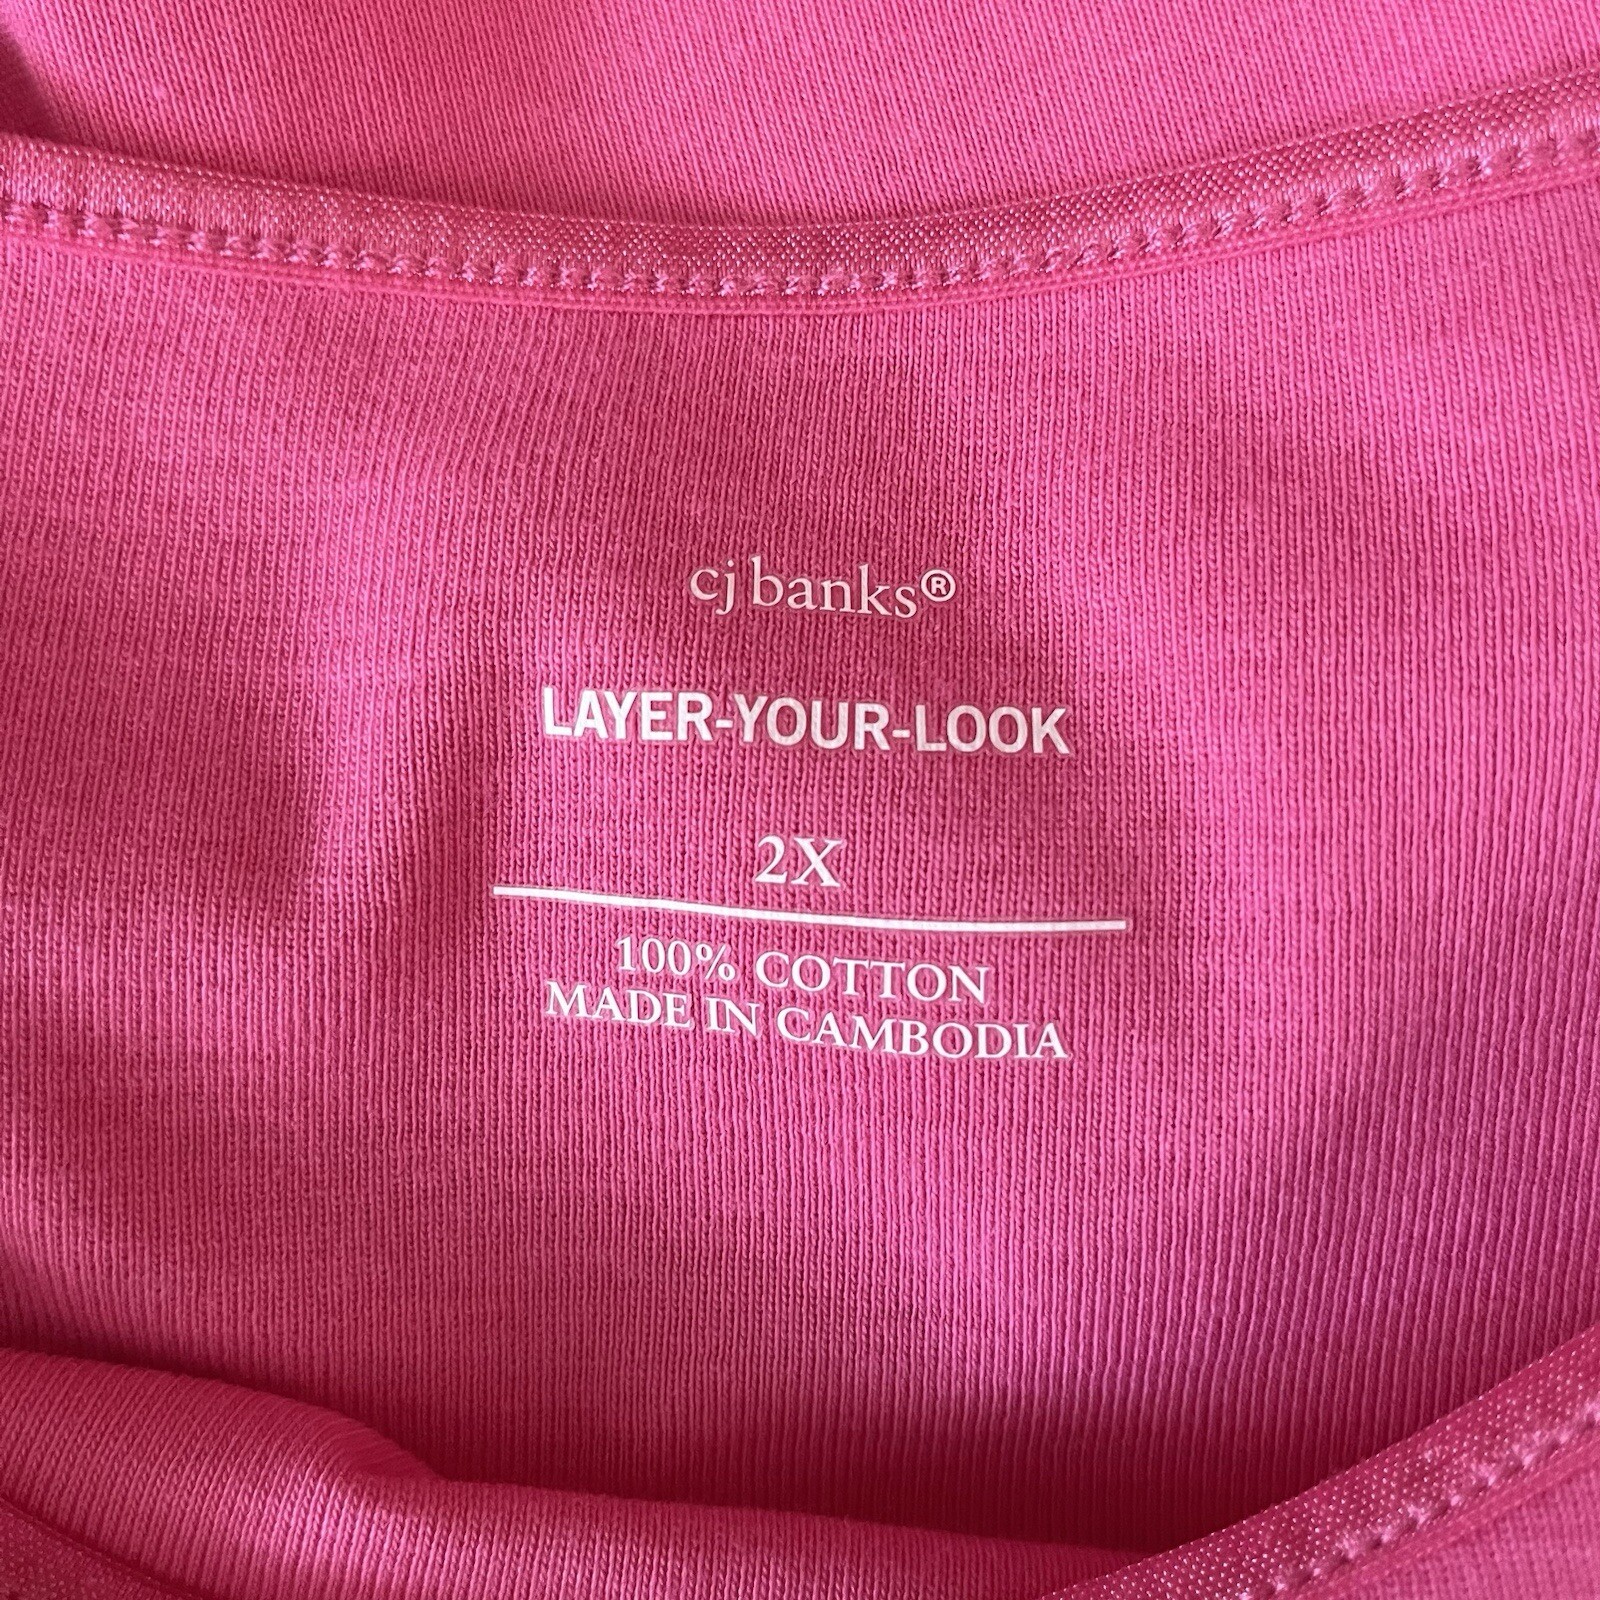 cj banks®
LAYER-YOUR-LOOK
2X
100% COTTON
MADE IN CAMBODIA